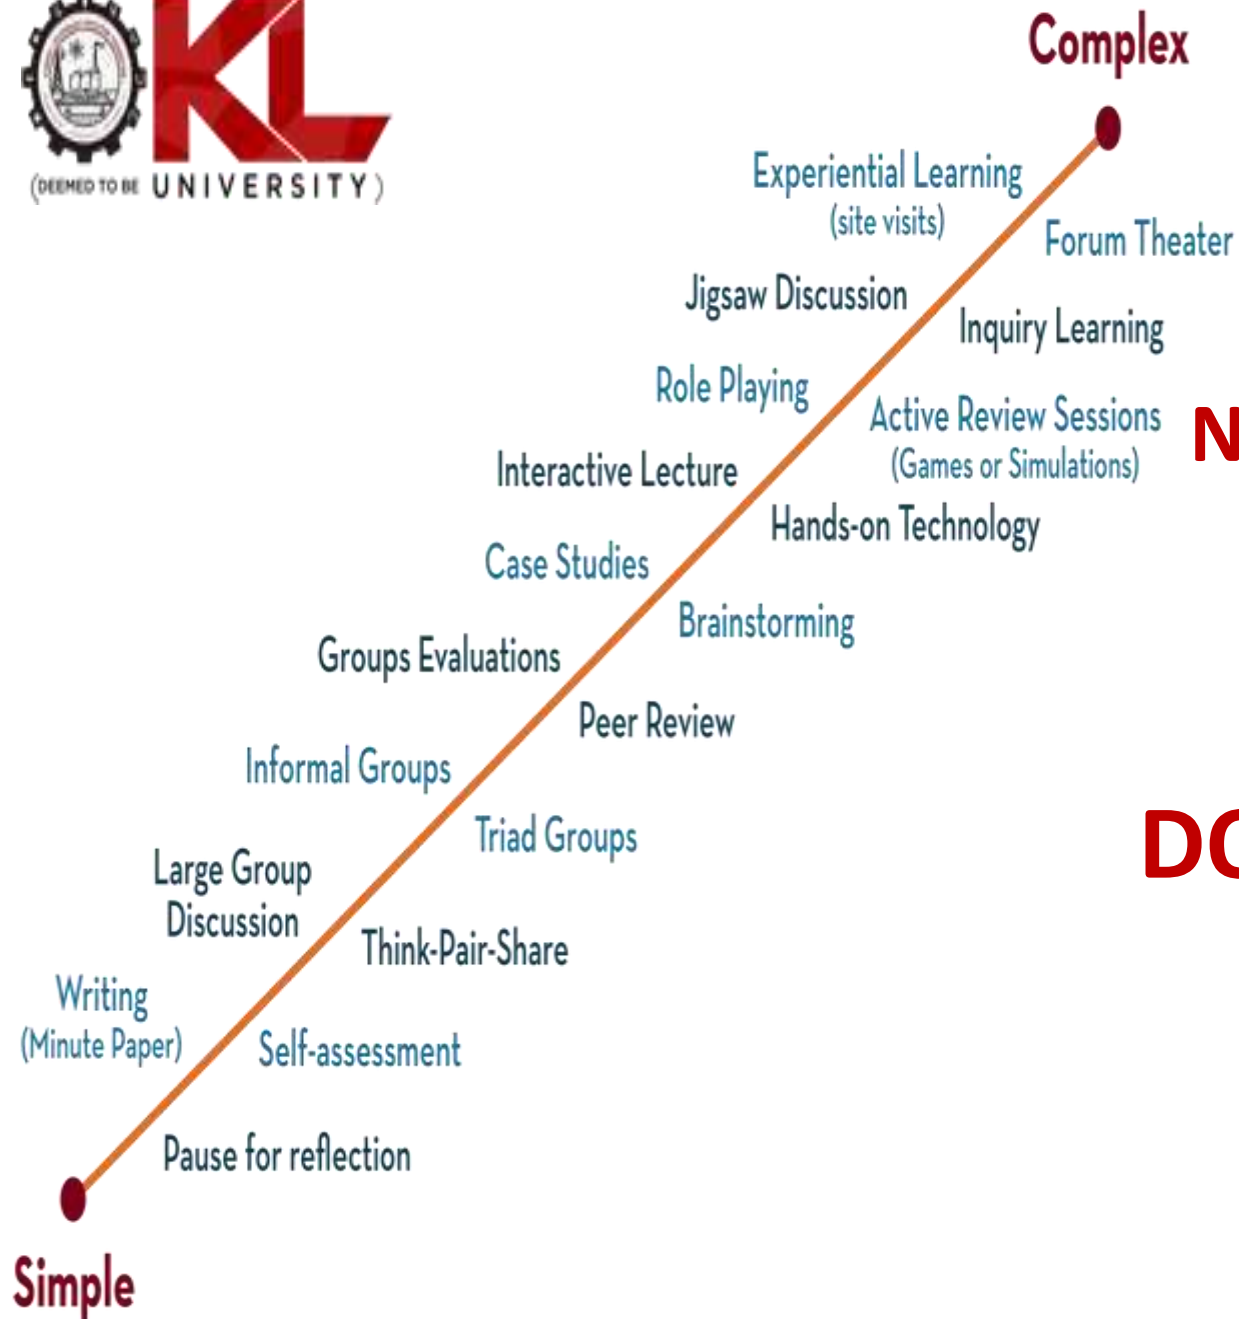 KL
(DEEMED TO BE UNIVERSITY)
Complex
Experiential Learning
(site visits)
Forum Theater
Jigsaw Discussion
Inquiry Learning
Role Playing
Active Review Sessions
(Games or Simulations)
N
Interactive Lecture
Hands-on Technology
Case Studies
Brainstorming
Groups Evaluations
Peer Review
Informal Groups
Triad Groups
DO
Large Group
Discussion
Think-Pair-Share
Writing
(Minute Paper)
Self-assessment
Pause for reflection
Simple